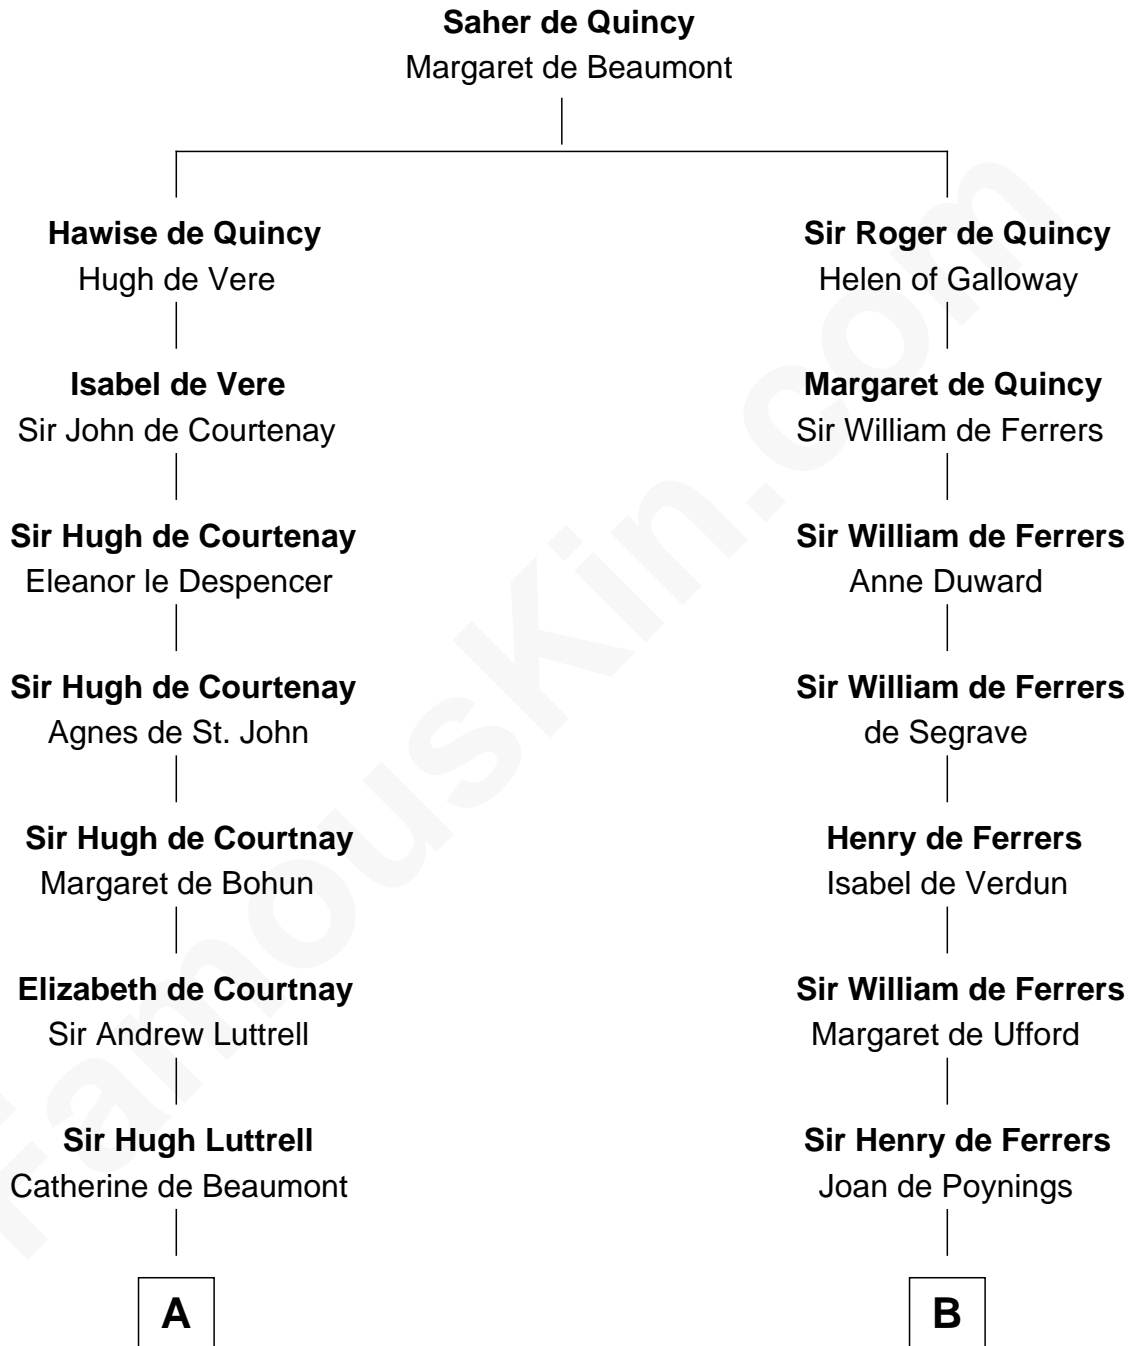 Saher de Quincy
Margaret de Beaumont
Hawise de Quincy
Hugh de Vere
Sir Roger de Quincy
Helen of Galloway
Isabel de Vere
Sir John de Courtenay
Margaret de Quincy
Sir William de Ferrers
Sir Hugh de Courtenay
Eleanor le Despencer
Sir William de Ferrers
Anne Duward
Sir Hugh de Courtenay
Agnes de St. John
Sir William de Ferrers
de Segrave
Sir Hugh de Courtnay
Margaret de Bohun
Henry de Ferrers
Isabel de Verdun
Elizabeth de Courtnay
Sir Andrew Luttrell
Sir William de Ferrers
Margaret de Ufford
Sir Hugh Luttrell
Catherine de Beaumont
Sir Henry de Ferrers
Joan de Poynings
A
B
FamousKin.com